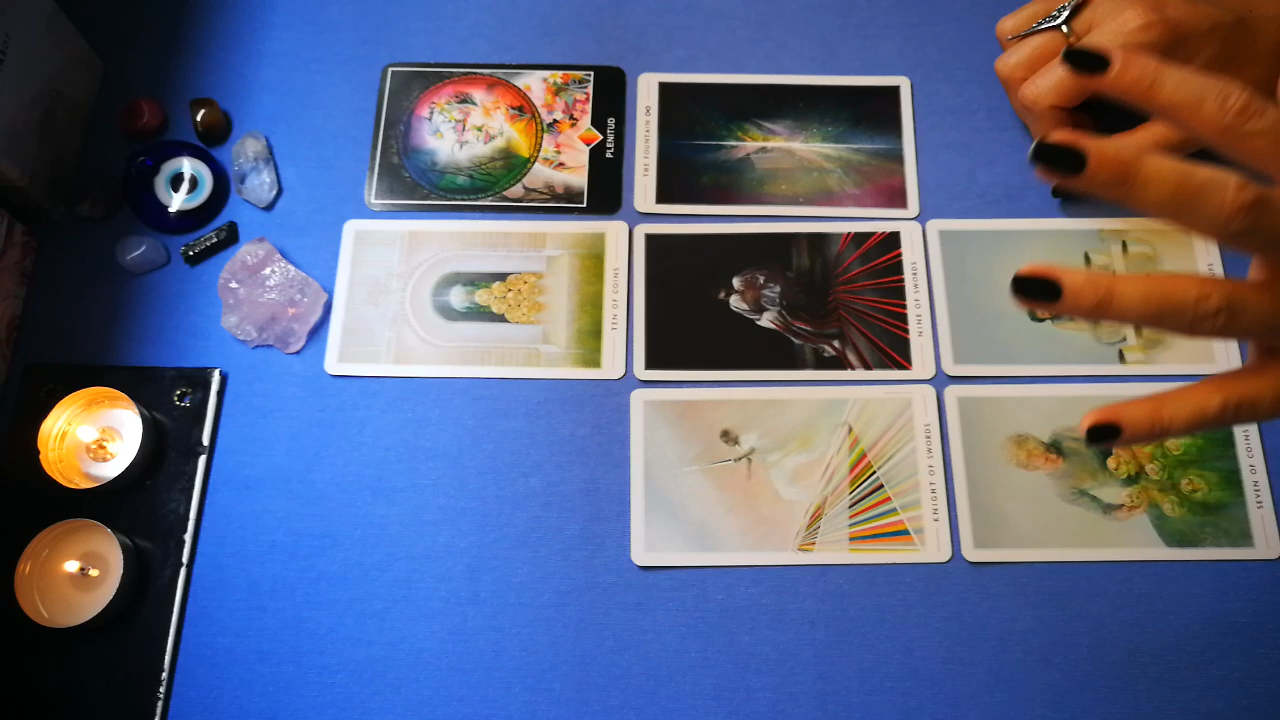 PLENITUD
THE FOUNTAIN ∞
TEN OF COINS
NINE OF SWORDS
KNIGHT OF SWORDS
SEVEN OF COINS